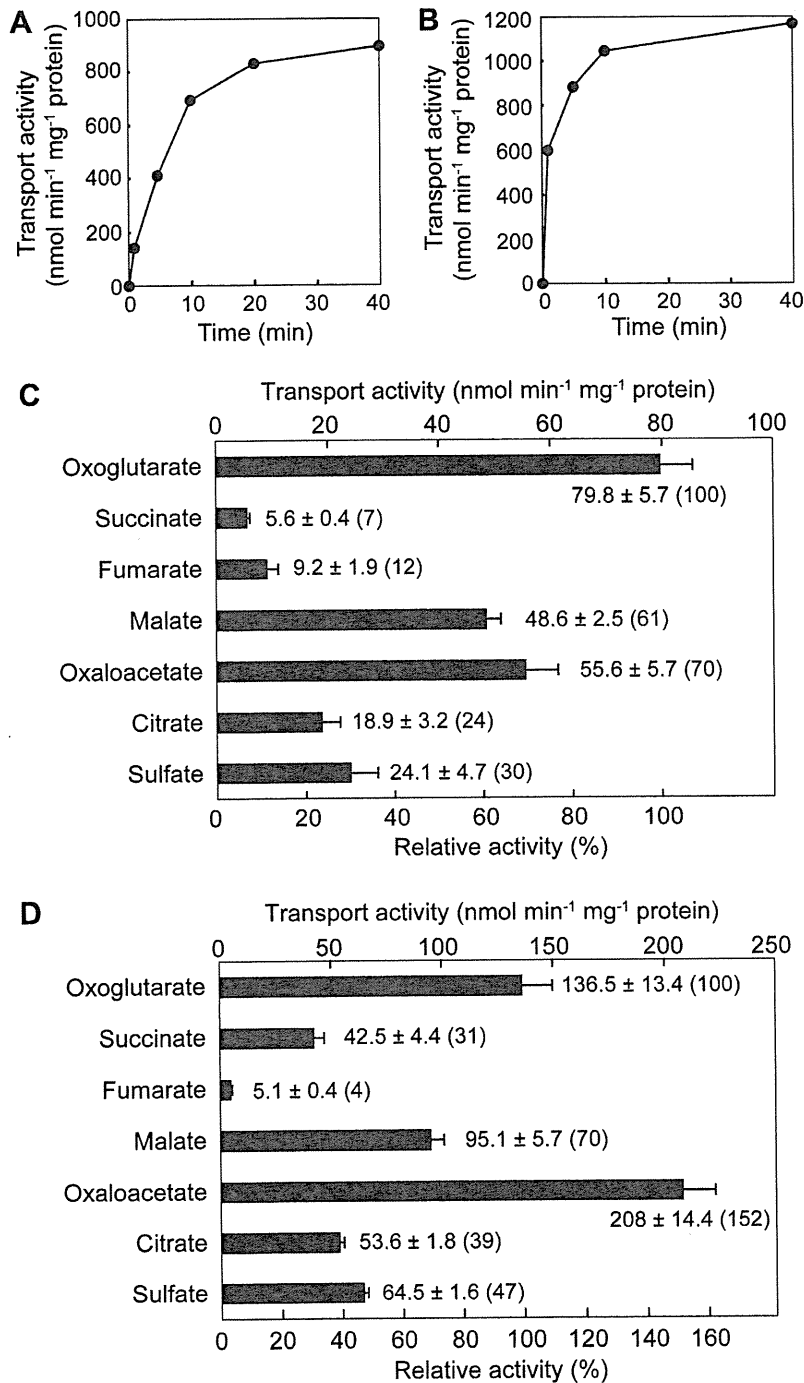 A
Transport activity
(nmol min-1 mg-1 protein)
1000
800
600
400
200
0
0 10 20 30 40
Time (min)
B
Transport activity
(nmol min-1 mg-1 protein)
1200
1000
800
600
400
200
0
0 10 20 30 40
Time (min)
C
Transport activity (nmol min-1 mg-1 protein)
0 20 40 60 80 100
Oxoglutarate
79.8 ± 5.7 (100)
Succinate 5.6 ± 0.4 (7)
Fumarate 9.2 ± 1.9 (12)
Malate 48.6 ± 2.5 (61)
Oxaloacetate 55.6 ± 5.7 (70)
Citrate 18.9 ± 3.2 (24)
Sulfate 24.1 ± 4.7 (30)
0 20 40 60 80 100
Relative activity (%)
D
Transport activity (nmol min-1 mg-1 protein)
0 50 100 150 200 250
Oxoglutarate 136.5 ± 13.4 (100)
Succinate 42.5 ± 4.4 (31)
Fumarate 5.1 ± 0.4 (4)
Malate 95.1 ± 5.7 (70)
Oxaloacetate
208 ± 14.4 (152)
Citrate 53.6 ± 1.8 (39)
Sulfate 64.5 ± 1.6 (47)
0 20 40 60 80 100 120 140 160
Relative activity (%)